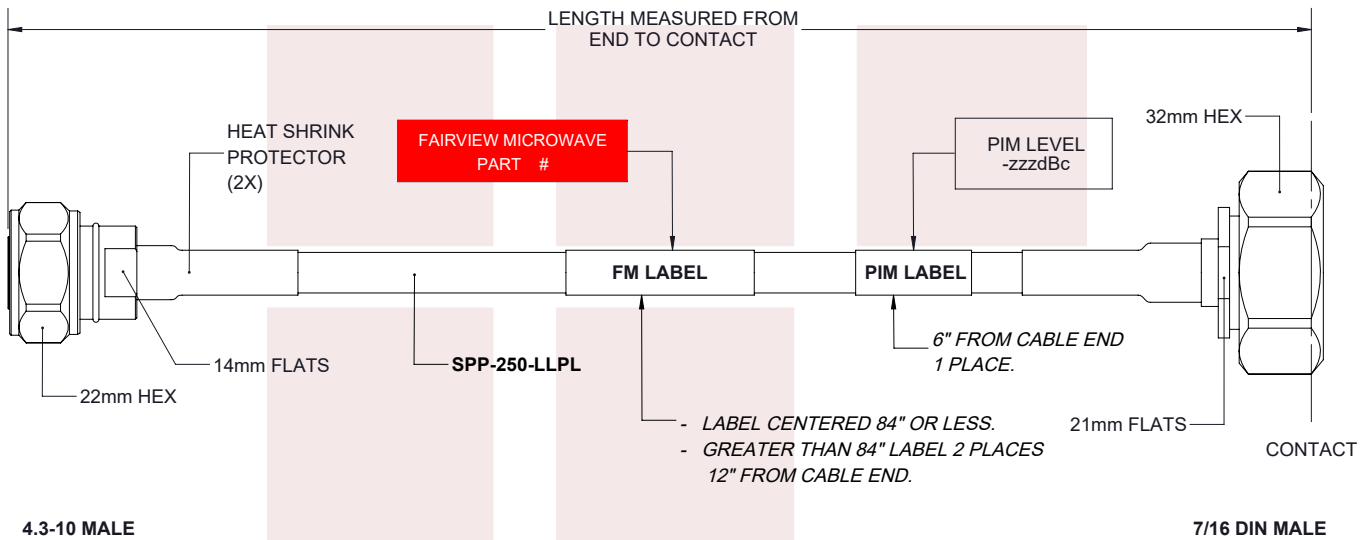 LENGTH MEASURED FROM
END TO CONTACT
32mm HEX
HEAT SHRINK
PROTECTOR
(2X)
FAIRVIEW MICROWAVE
PART #
PIM LEVEL
-zzzdBc
FM LABEL
PIM LABEL
6" FROM CABLE END
1 PLACE.
14mm FLATS
SPP-250-LLPL
22mm HEX
- LABEL CENTERED 84" OR LESS.
- GREATER THAN 84" LABEL 2 PLACES
12" FROM CABLE END.
21mm FLATS
CONTACT
4.3-10 MALE
7/16 DIN MALE